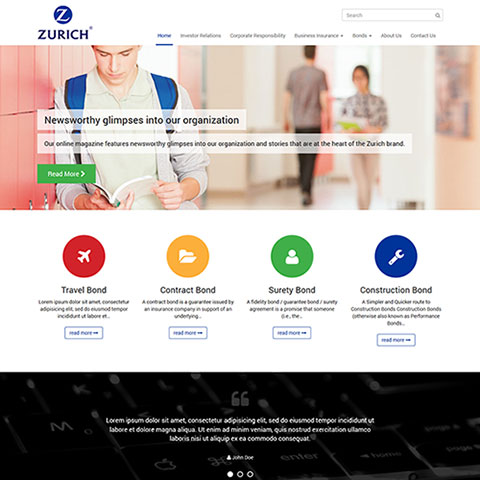 Z
ZURICH®
Search
Home Investor Relations Corporate Responsibility Business Insurance Bonds About Us Contact Us
Newsworthy glimpses into our organization
Our online magazine features newsworthy glimpses into our organization and stories that are at the heart of the Zurich brand.
Read More
Travel Bond
Lorem ipsum dolor sit amet, consectetur
adipiscing elit, sed do eiusmod tempor
incididunt ut labore et...
read more
Contract Bond
A contract bond is a guarantee issued by
an insurance company in support of an
underlying...
read more
Surety Bond
A fidelity bond / guarantee bond / surety
agreement is a promise that someone
(i.e., the...
read more
Construction Bond
A Simpler and Quicker route to
Construction Bonds Construction Bonds
(otherwise also known as Performance
Bonds...
read more
Lorem ipsum dolor sit amet, consectetur adipisicing elit, sed do eiusmod tempor incididunt ut
labore et dolore magna aliqua. Ut enim ad minim veniam, quis nostrud exercitation ullamco
laboris nisi ut aliquip ex ea commodo consequat.
John Doe